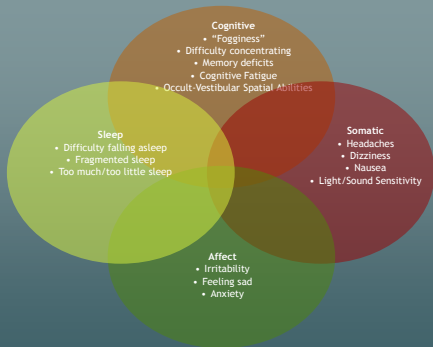 Cognitive
• "Fogginess"
• Difficulty concentrating
• Memory deficits
• Cognitive Fatigue
• Occult-Vestibular Spatial Abilities
Sleep
• Difficulty falling asleep
• Fragmented sleep
• Too much/too little sleep
Somatic
• Headaches
• Dizziness
• Nausea
• Light/Sound Sensitivity
Affect
• Irritability
• Feeling sad
• Anxiety